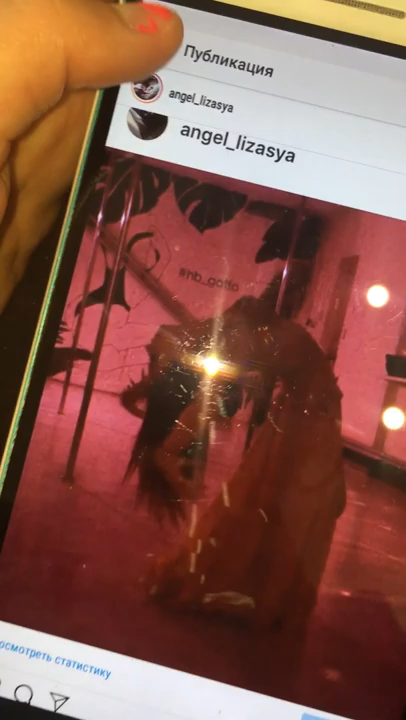 Публикация
angel_lizasya
angel_lizasya
осмотреть статистику